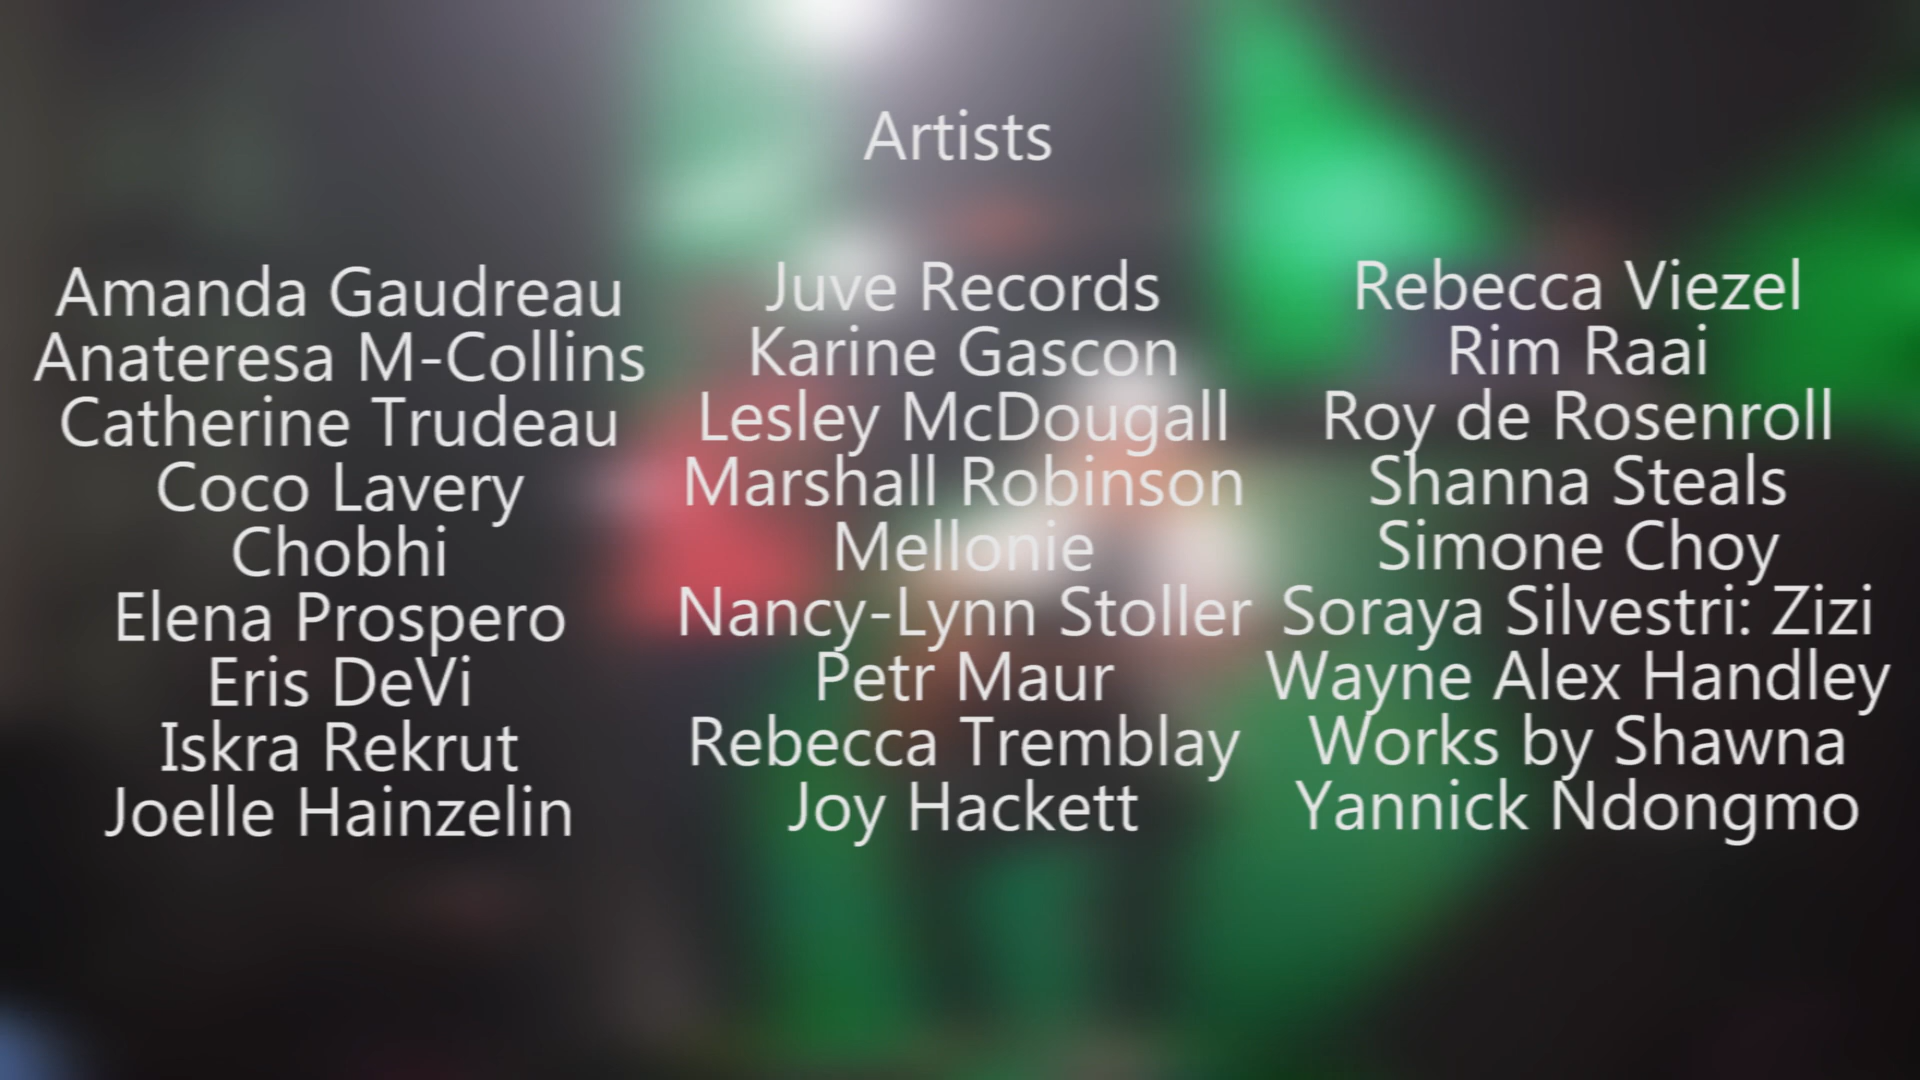 Artists
Amanda Gaudreau
Anateresa M-Collins
Catherine Trudeau
Coco Lavery
Chobhi
Elena Prospero
Eris DeVi
Iskra Rekrut
Joelle Hainzelin
Juve Records
Karine Gascon
Lesley McDougall
Marshall Robinson
Mellonie
Nancy-Lynn Stoller
Petr Maur
Rebecca Tremblay
Joy Hackett
Rebecca Viezel
Rim Raai
Roy de Rosenroll
Shanna Steals
Simone Choy
Soraya Silvestri: Zizi
Wayne Alex Handley
Works by Shawna
Yannick Ndongmo